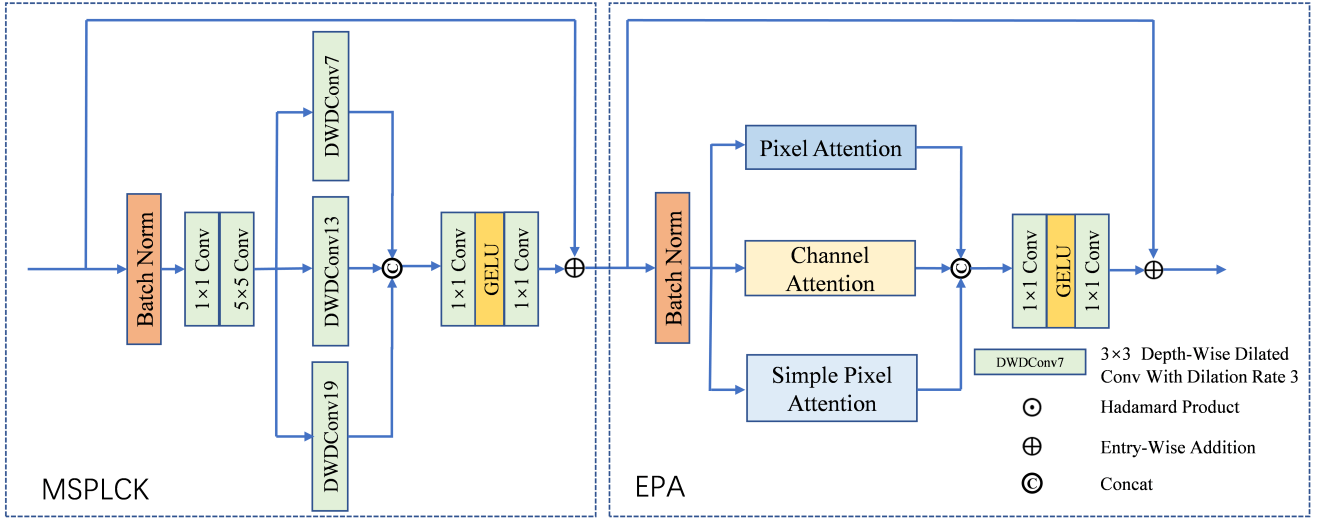 DWDConv7
Batch Norm
1×1 Conv
5×5 Conv
DWDConv13
DWDConv19
C
1×1 Conv
GELU
1×1 Conv
MSPLCK
Batch Norm
Pixel Attention
Channel
Attention
Simple Pixel
Attention
C
1×1 Conv
GELU
1×1 Conv
EPA
DWDConv7
3×3 Depth-Wise Dilated
Conv With Dilation Rate 3
Hadamard Product
Entry-Wise Addition
C
Concat